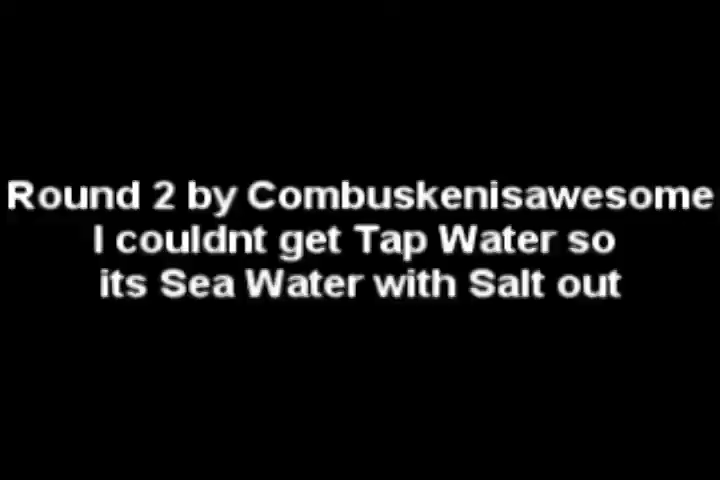 Round 2 by Combuskenisawesome
I couldnt get Tap Water so
its Sea Water with Salt out